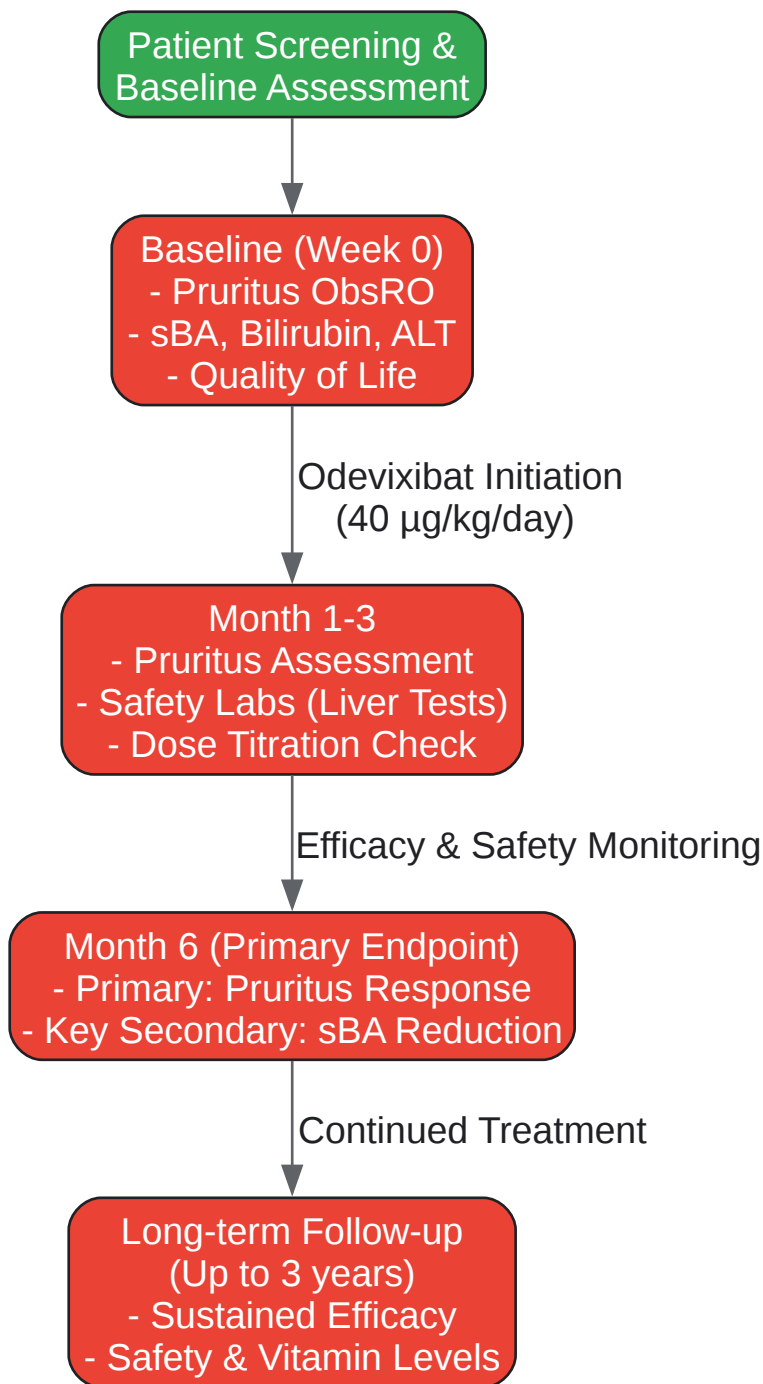 Patient Screening &
Baseline Assessment
Baseline (Week 0)
- Pruritus ObsRO
- sBA, Bilirubin, ALT
- Quality of Life
Odevixibat Initiation
(40 µg/kg/day)
Month 1-3
- Pruritus Assessment
- Safety Labs (Liver Tests)
- Dose Titration Check
Efficacy & Safety Monitoring
Month 6 (Primary Endpoint)
- Primary: Pruritus Response
- Key Secondary: sBA Reduction
Continued Treatment
Long-term Follow-up
(Up to 3 years)
- Sustained Efficacy
- Safety & Vitamin Levels